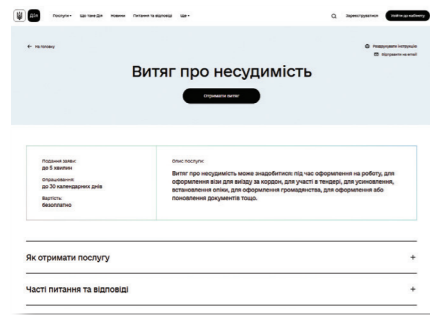 Дія
Послуги
Що таке Дія
Новини
Питання та відповіді
Ще
Зареєструватися
Увійти до кабінету
← На головну
Роздрукувати інструкцію
Відправити на email
Витяг про несудимість
Отримати витяг
Подання заяви:
до 5 хвилин
Опрацювання:
до 30 календарних днів
Вартість:
безоплатно
Опис послуги:
Витяг про несудимість може знадобитися: під час оформлення на роботу, для
оформлення візи для виїзду за кордон, для участі в тендері, для усиновлення,
встановлення опіки, для оформлення громадянства, для оформлення або
поновлення документів тощо.
Як отримати послугу +
Часті питання та відповіді +